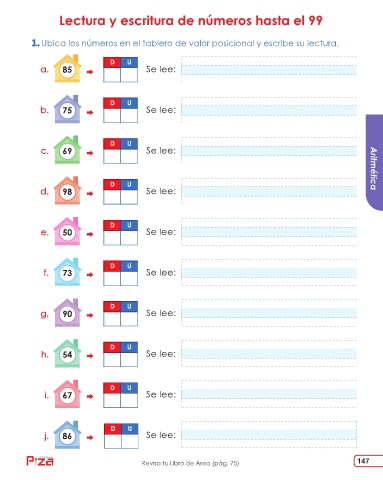 Lectura y escritura de números hasta el 99
1. Ubica los números en el tablero de valor posicional y escribe su lectura.
a. 85 D U Se lee:
b. 75 D U Se lee:
c. 69 D U Se lee:
d. 98 D U Se lee:
e. 50 D U Se lee:
f. 73 D U Se lee:
g. 90 D U Se lee:
h. 54 D U Se lee:
i. 67 D U Se lee:
j. 86 D U Se lee:
Aritmética
Revisa tu Libro de Área (pág. 75)
147